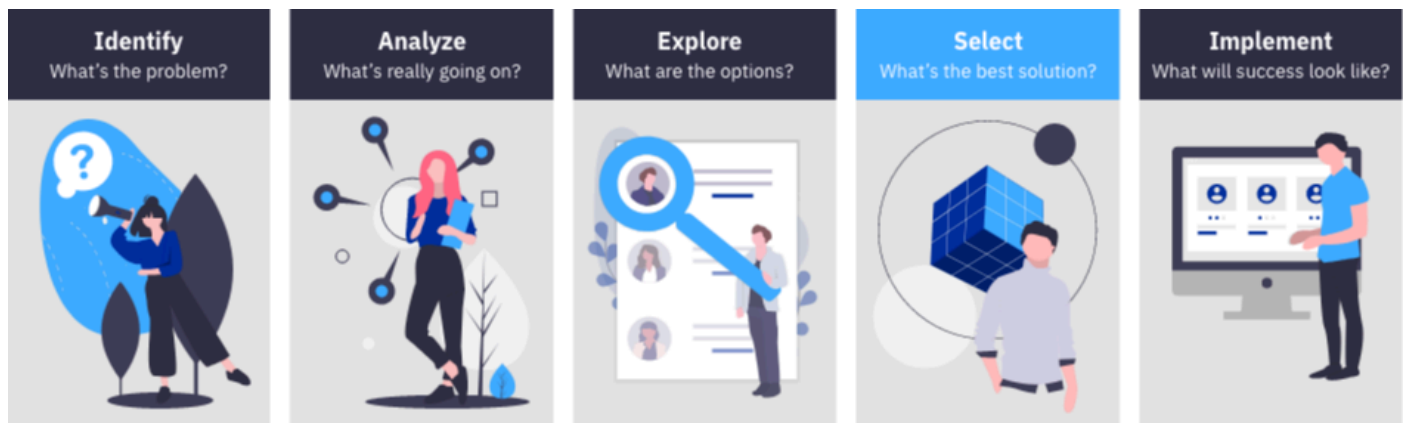 Identify
What's the problem?
Analyze
What's really going on?
Explore
What are the options?
Select
What's the best solution?
Implement
What will success look like?
?